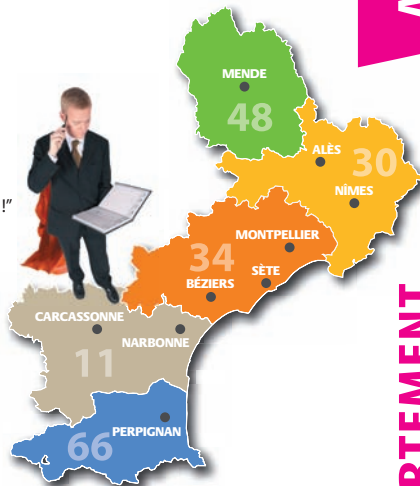 MENDE
48
ALÈS
30
NÎMES
!"
MONTPELLIER
34
SÈTE
BÉZIERS
CARCASSONNE
NARBONNE
11
PERPIGNAN
66
RTEMENT